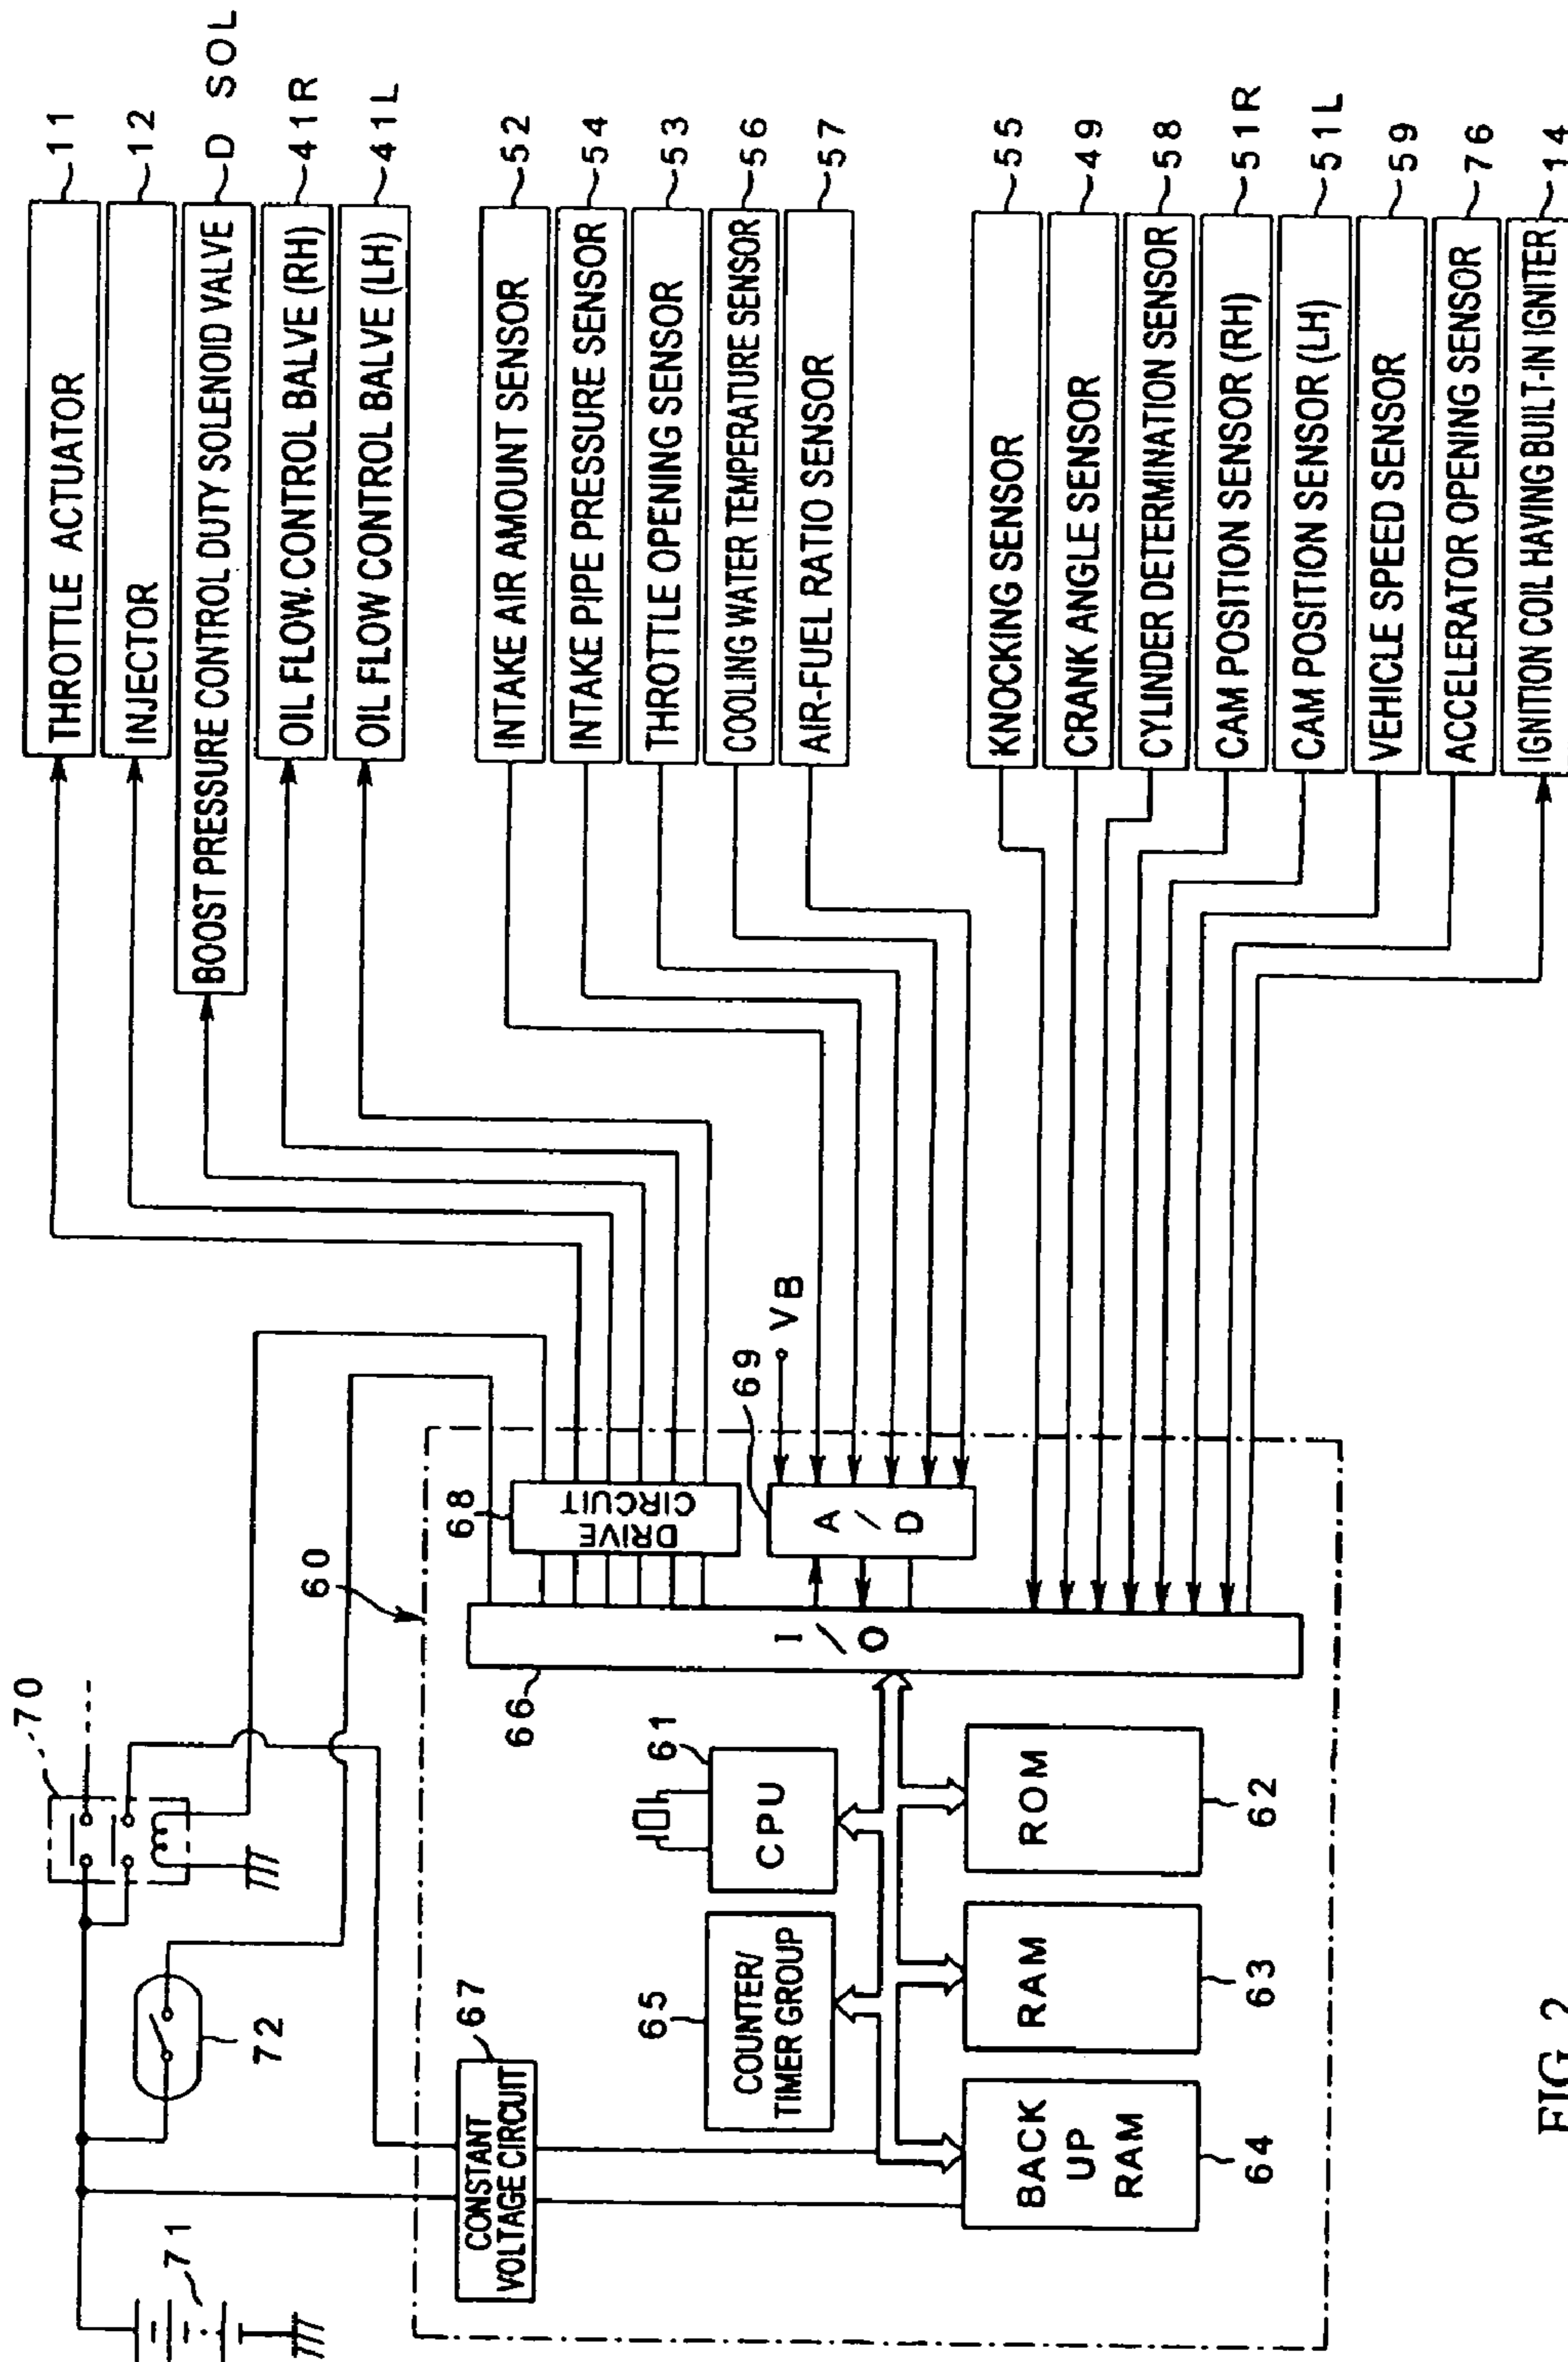 THROTTLE ACTUATOR
11
INJECTOR
12
BOOST PRESSURE CONTROL DUTY SOLENOID VALVE
D SOL
OIL FLOW.CONTROL BALVE (RH)
41R
OIL FLOW CONTROL BALVE (LH)
41L
INTAKE AIR AMOUNT SENSOR
52
INTAKE PIPE PRESSURE SENSOR
54
THROTTLE OPENING SENSOR
53
COOLING WATER TEMPERATURE SENSOR
56
AIR-FUEL RATIO SENSOR
57
KNOCKING SENSOR
55
CRANK ANGLE SENSOR
49
CYLINDER DETERMINATION SENSOR
58
CAM POSITION SENSOR (RH)
51R
CAM POSITION SENSOR (LH)
51L
VEHICLE SPEED SENSOR
59
ACCELERATOR OPENING SENSOR
76
IGNITION COIL HAVING BUILT-IN IGNITER
14
70
71
72
60
VB
69
A/D
68
DRIVE
CIRCUIT
66
I/O
67
CONSTANT
VOLTAGE CIRCUIT
61
CPU
65
COUNTER/
TIMER GROUP
BACK
UP
RAM
64
RAM
63
ROM
62
FIG. 2